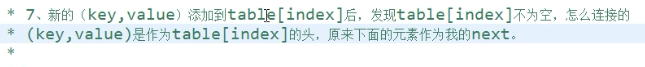 * 7、新的(key,value)添加到table[index]后，发现table[index]不为空，怎么连接的
* (key,value)是作为table[index]的头，原来下面的元素作为我的next。
*